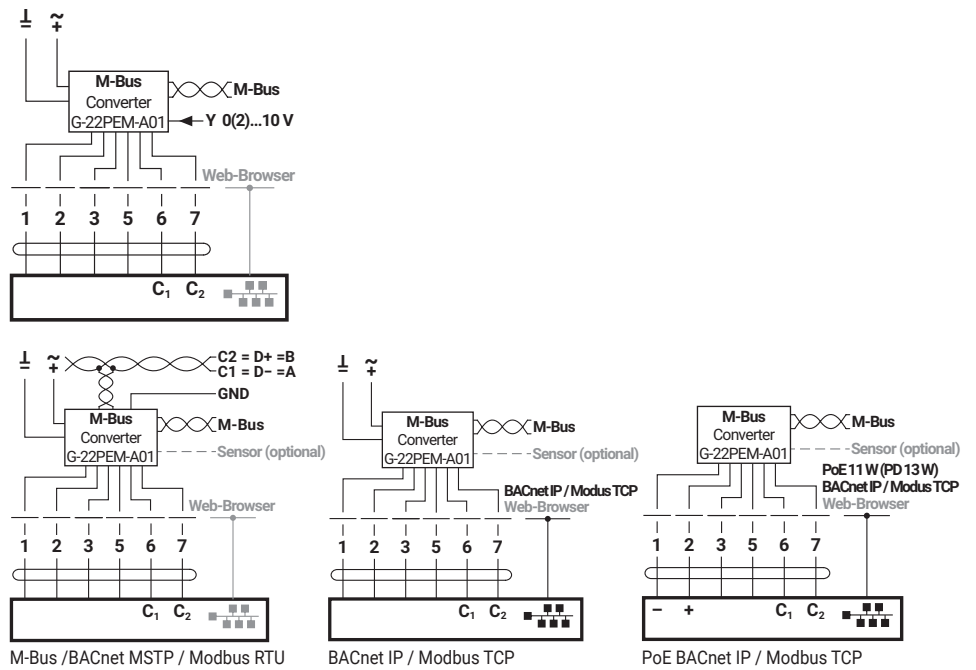 ⊥ ~
= +
M-Bus
Converter
G-22PEM-A01
M-Bus
Y 0(2)...10 V
Web-Browser
1 2 3 5 6 7
C₁ C₂
⊥ ~
= +
C2 = D+ =B
C1 = D− =A
GND
M-Bus
Converter
G-22PEM-A01
M-Bus
Sensor (optional)
Web-Browser
1 2 3 5 6 7
C₁ C₂
M-Bus /BACnet MSTP / Modbus RTU
⊥ ~
= +
M-Bus
Converter
G-22PEM-A01
M-Bus
Sensor (optional)
BACnet IP / Modus TCP
Web-Browser
1 2 3 5 6 7
C₁ C₂
BACnet IP / Modbus TCP
M-Bus
Converter
G-22PEM-A01
M-Bus
Sensor (optional)
PoE 11 W (PD 13 W)
BACnet IP / Modus TCP
Web-Browser
1 2 3 5 6 7
− + C₁ C₂
PoE BACnet IP / Modbus TCP